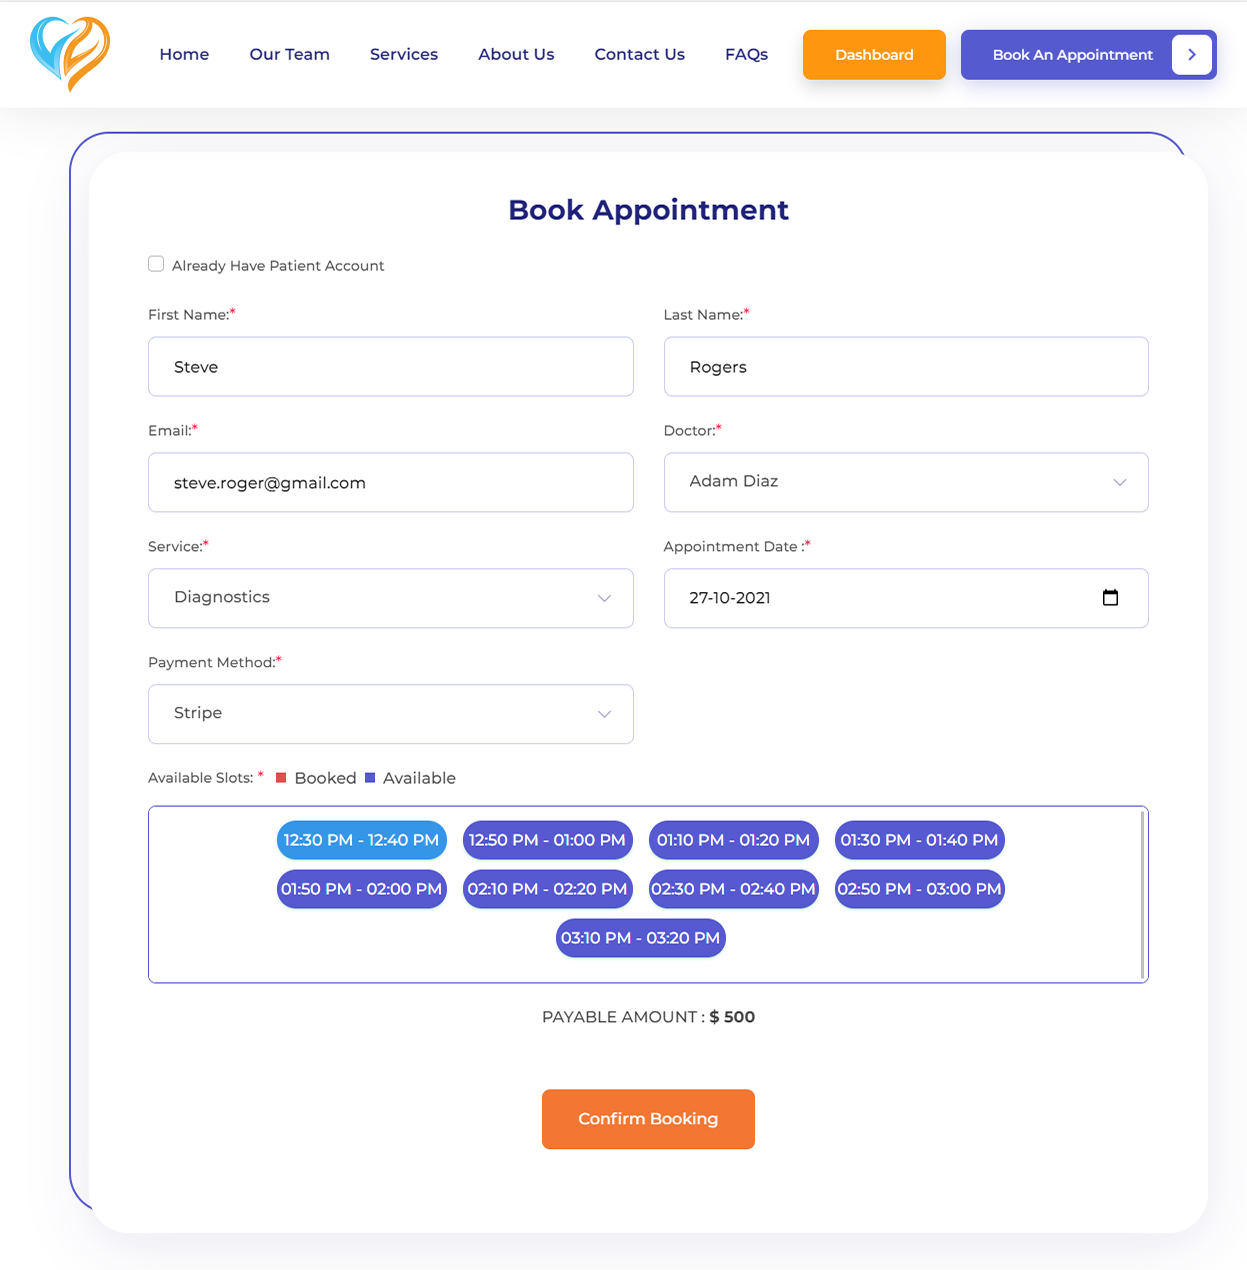 Home Our Team Services About Us Contact Us FAQs Dashboard Book An Appointment
Book Appointment
Already Have Patient Account
First Name:* Last Name:*
Steve Rogers
Email:* Doctor:*
steve.roger@gmail.com Adam Diaz
Service:* Appointment Date :*
Diagnostics 27-10-2021
Payment Method:*
Stripe
Available Slots: * Booked Available
12:30 PM - 12:40 PM 12:50 PM - 01:00 PM 01:10 PM - 01:20 PM 01:30 PM - 01:40 PM
01:50 PM - 02:00 PM 02:10 PM - 02:20 PM 02:30 PM - 02:40 PM 02:50 PM - 03:00 PM
03:10 PM - 03:20 PM
PAYABLE AMOUNT : $ 500
Confirm Booking